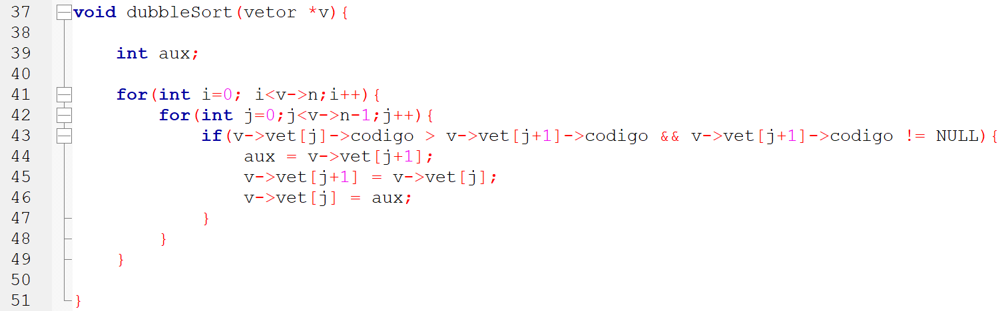 37 void dubbleSort(vetor *v){
38
39     int aux;
40
41     for(int i=0; i<v->n;i++){
42         for(int j=0;j<v->n-1;j++){
43             if(v->vet[j]->codigo > v->vet[j+1]->codigo && v->vet[j+1]->codigo != NULL){
44                 aux = v->vet[j+1];
45                 v->vet[j+1] = v->vet[j];
46                 v->vet[j] = aux;
47             }
48         }
49     }
50
51 }